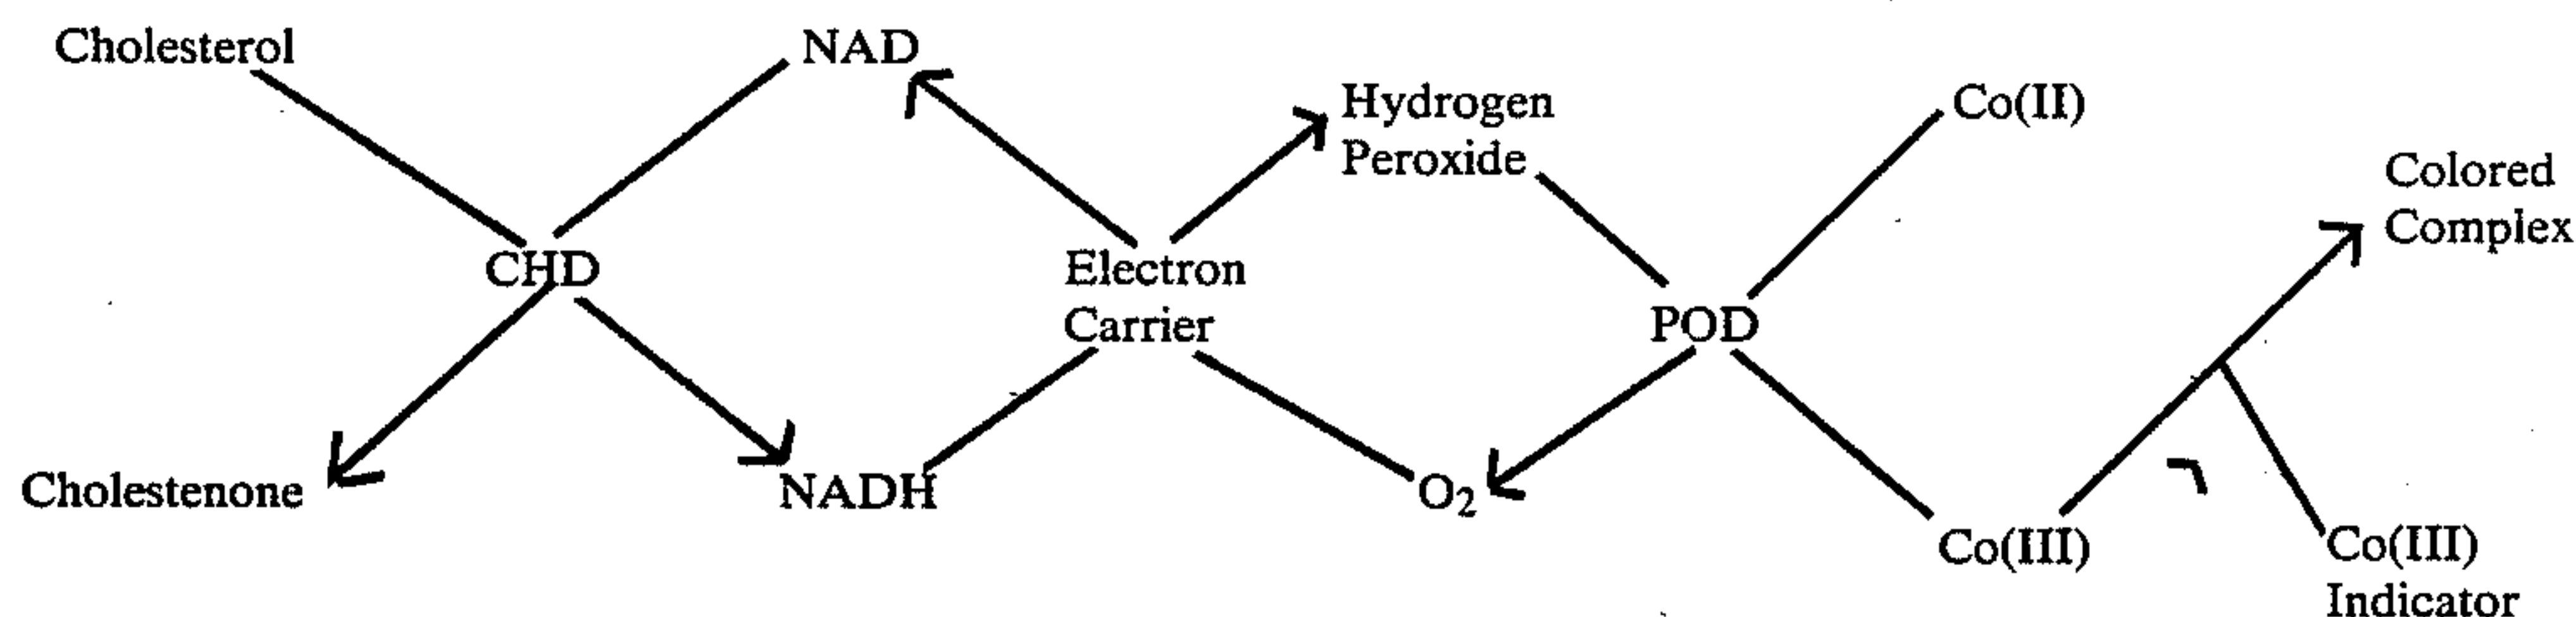 Cholesterol
NAD
Hydrogen
Peroxide
Co(II)
Colored
Complex
CHD
Electron
Carrier
POD
Cholestenone
NADH
O2
Co(III)
Co(III)
Indicator